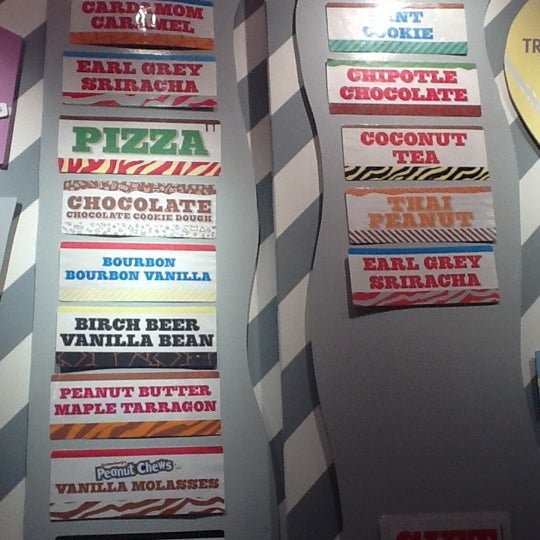 CARDAMOM
CARAMEL
EARL GREY
SRIRACHA
PIZZA
CHOCOLATE
CHOCOLATE COOKIE DOUGH
BOURBON
BOURBON VANILLA
BIRCH BEER
VANILLA BEAN
PEANUT BUTTER
MAPLE TARRAGON
Peanut Chews
VANILLA MOLASSES
COOKIE
CHIPOTLE
CHOCOLATE
COCONUT
TEA
THAI
PEANUT
EARL GREY
SRIRACHA